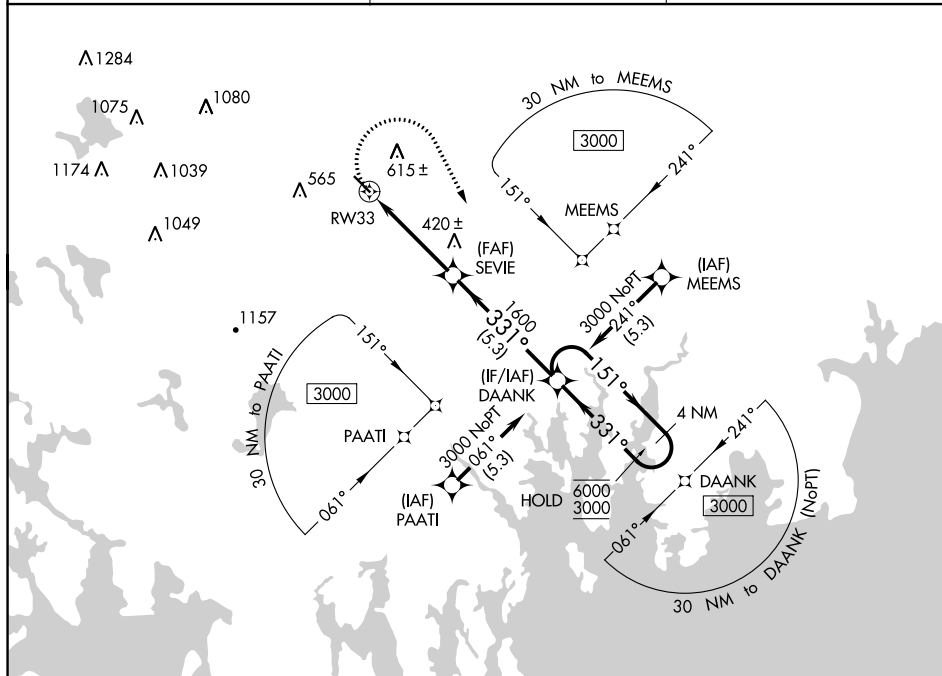 1284
1075
1080
1174
1039
1049
565
615 ±
RW33
420 ±
(FAF)
SEVIE
30 NM to MEEMS
3000
151°
241°
MEEMS
(IAF)
MEEMS
3000 NoPT
241°
(5.3)
1600
331°
(5.3)
1157
30 NM to PAATI
151°
3000
PAATI
061°
(IF/IAF)
DAANK
151°
331°
4 NM
3000 NoPT
061°
(5.3)
(IAF)
PAATI
HOLD
6000
3000
241°
DAANK
3000
061°
30 NM to DAANK (NoPT)